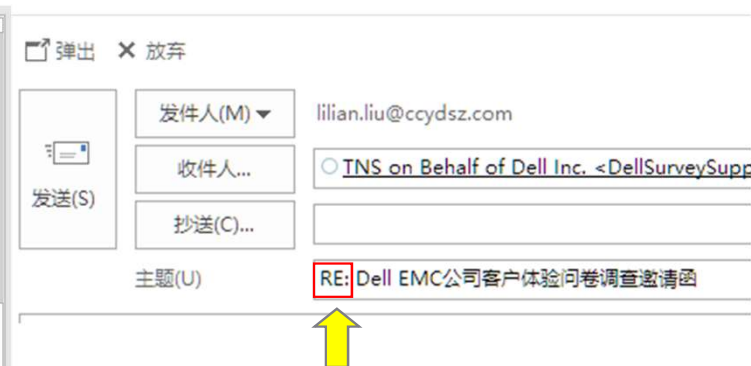 弹出 放弃
发件人(M) lilian.liu@ccydsz.com
发送(S)
收件人... TNS on Behalf of Dell Inc. <DellSurveySupp
抄送(C)...
主题(U) RE: Dell EMC公司客户体验问卷调查邀请函